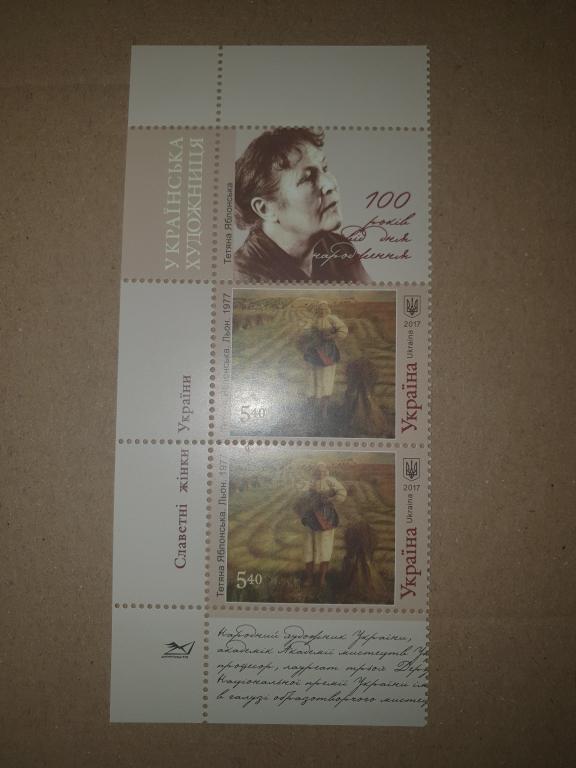 УКРАЇНСЬКА
ХУДОЖНИЦЯ
Тетяна Яблонська
100
років
від дня
народження
Яблонська. Льон. 1977
5 40
2017
Україна Ukraine
Славетні жінки України
Тетяна Яблонська. Льон. 1977
5 40
2017
Україна Ukraine
Народний художник України,
академік Академії мистецтв
професор, лауреат трьох
Національної премії України
в галузі образотворчого